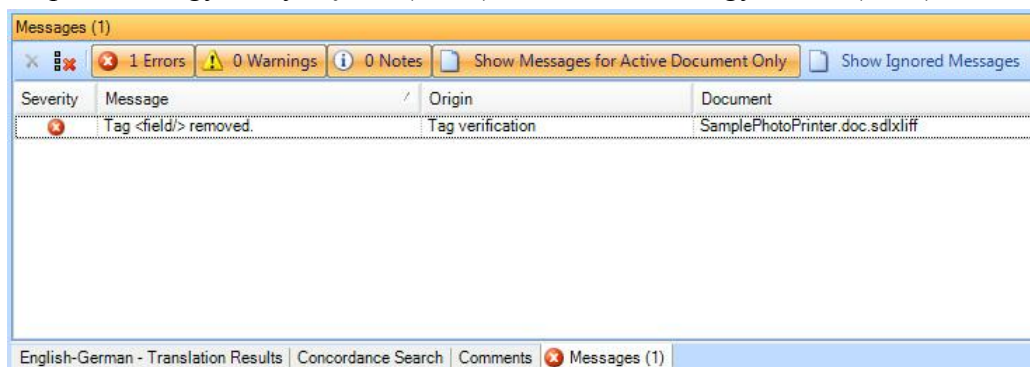 Messages (1)
1 Errors 0 Warnings 0 Notes Show Messages for Active Document Only Show Ignored Messages
Severity Message Origin Document
Tag <field/> removed. Tag verification SamplePhotoPrinter.doc.sdlxliff
English-German - Translation Results Concordance Search Comments Messages (1)